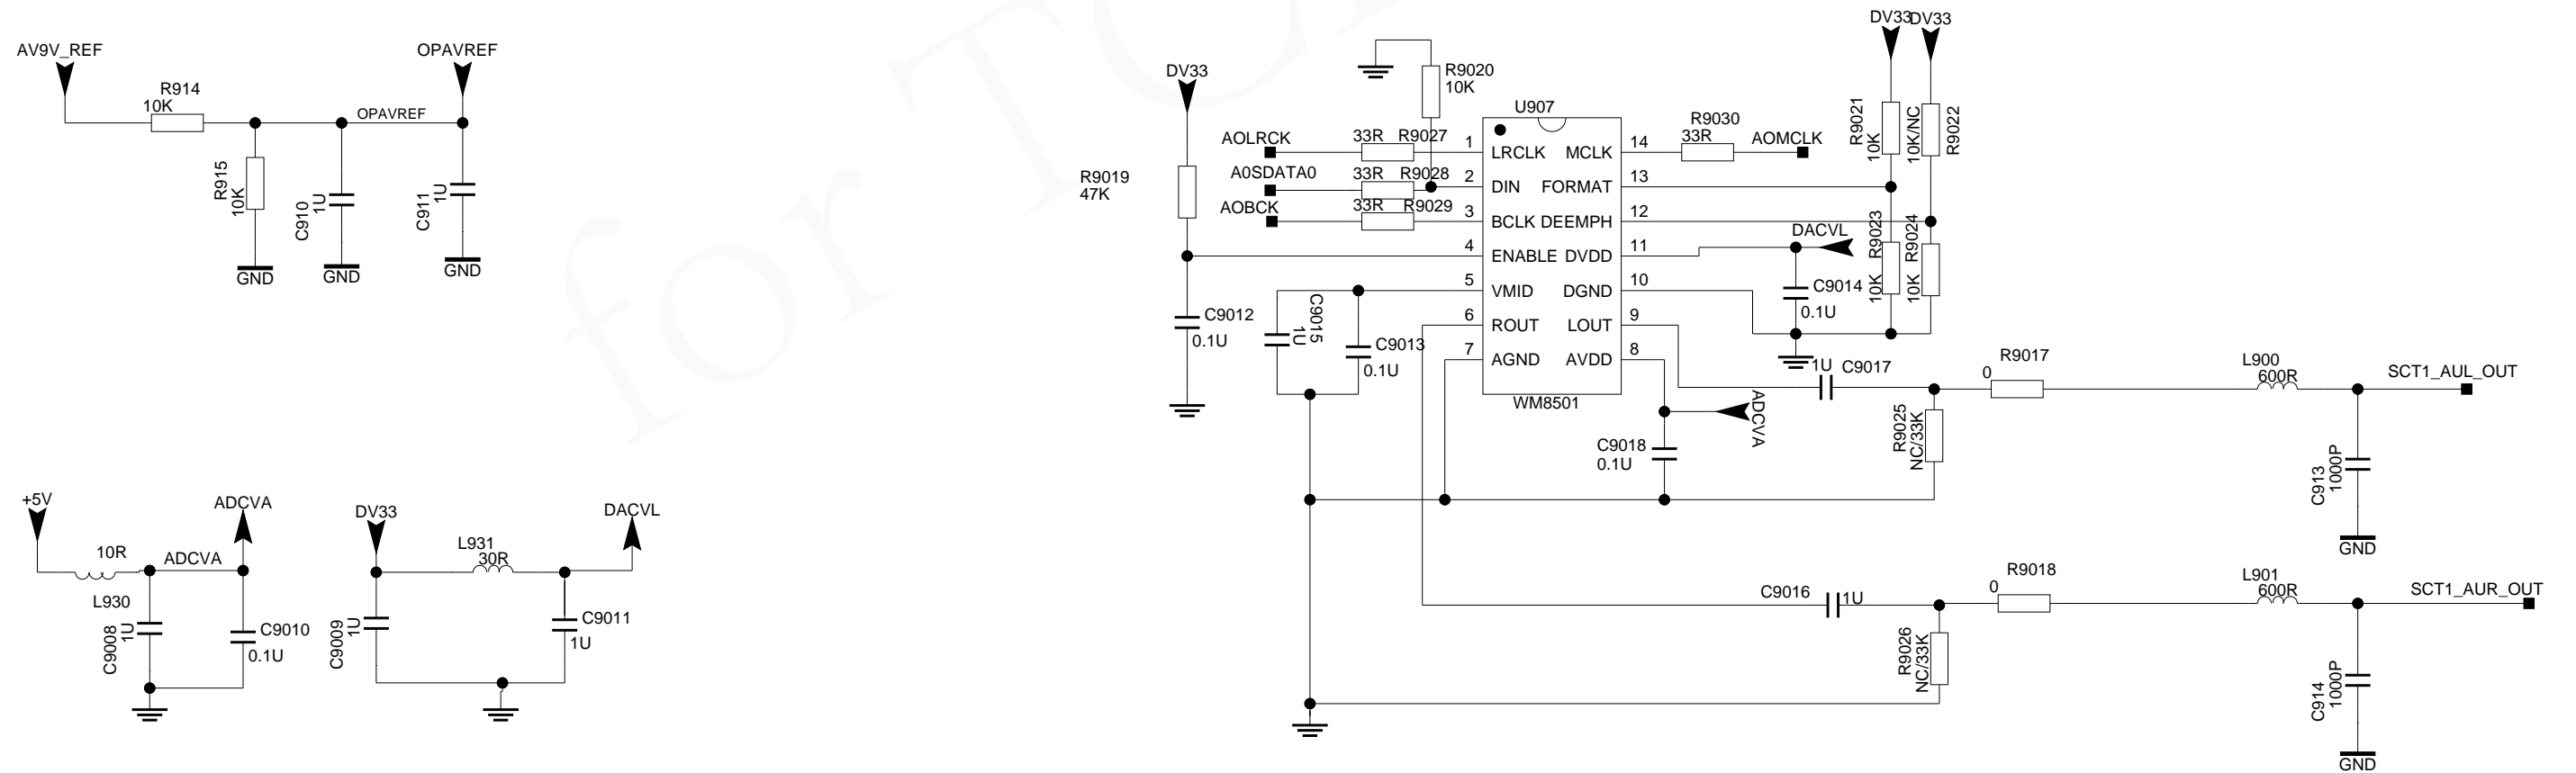 for TCL
AV9V_REF
OPAVREF
R914
10K
OPAVREF
R915
10K
C910
1U
C911
1U
GND
GND
GND
+5V
ADCVA
10R
ADCVA
L930
C9008
1U
C9010
0.1U
DV33
DACVL
L931
30R
C9009
1U
C9011
1U
DV33
R9019
47K
C9012
0.1U
R9020
10K
AOLRCK
33R
R9027
A0SDATA0
33R
R9028
AOBCK
33R
R9029
C9015
1U
C9013
0.1U
U907
1
LRCLK
MCLK
14
2
DIN
FORMAT
13
3
BCLK
DEEMPH
12
4
ENABLE
DVDD
11
5
VMID
DGND
10
6
ROUT
LOUT
9
7
AGND
AVDD
8
WM8501
R9030
33R
AOMCLK
DV33
DV33
R9021
10K
10K/NC
R9022
DACVL
R9023
10K
R9024
10K
C9014
0.1U
ADCVA
C9018
0.1U
1U
C9017
R9017
0
L900
600R
SCT1_AUL_OUT
R9025
NC/33K
C913
1000P
GND
C9016
1U
R9018
0
L901
600R
SCT1_AUR_OUT
R9026
NC/33K
C914
1000P
GND